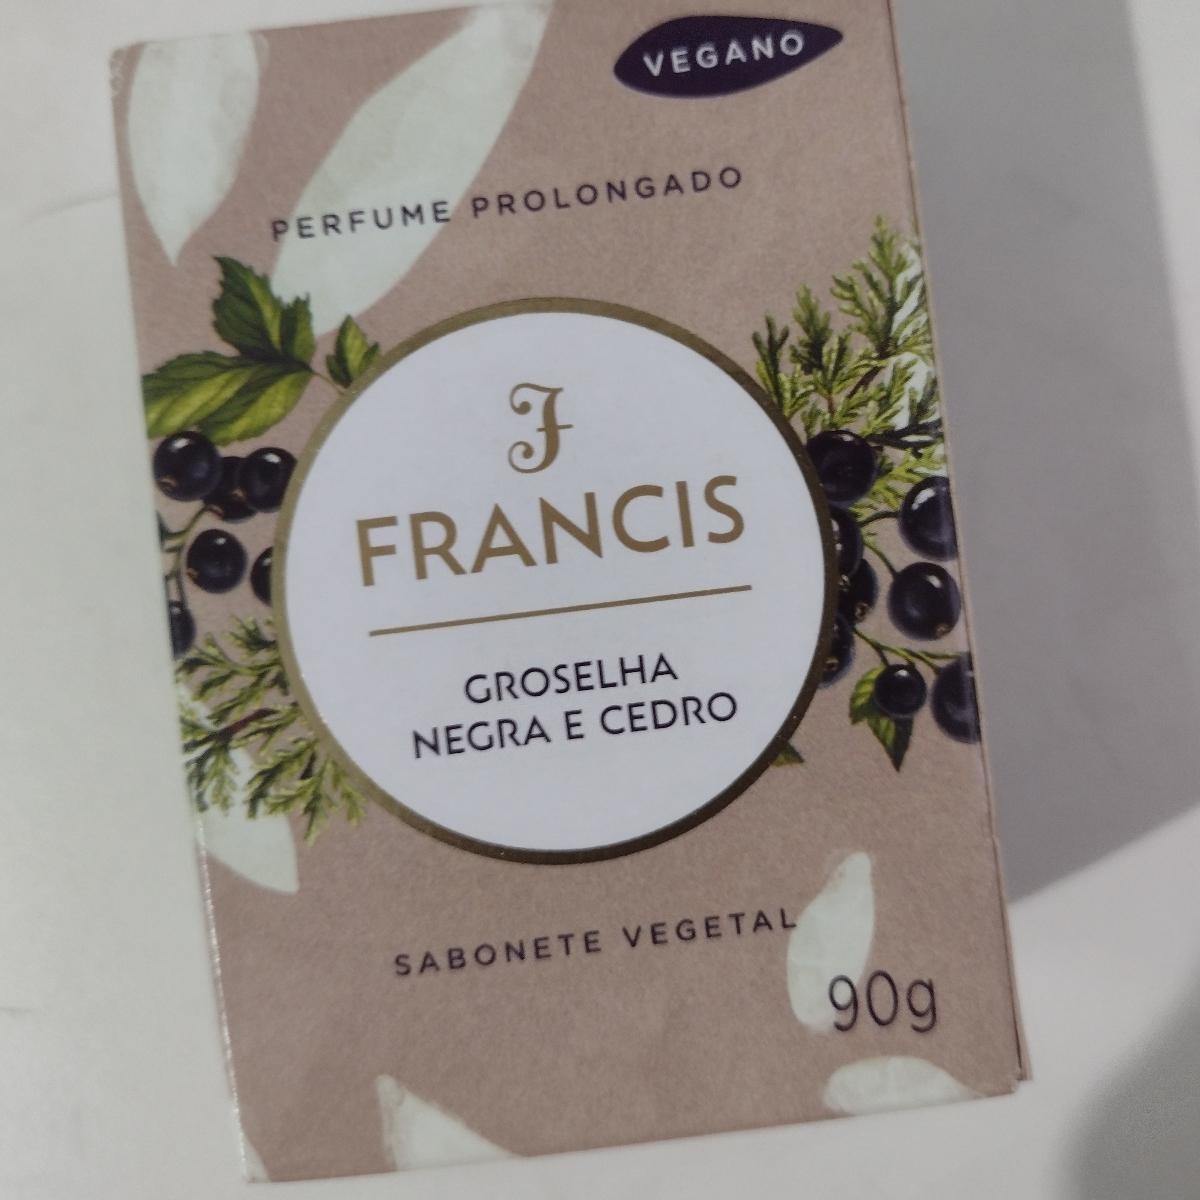 VEGANO
PERFUME PROLONGADO
F
FRANCIS
GROSELHA
NEGRA E CEDRO
SABONETE VEGETAL
90g